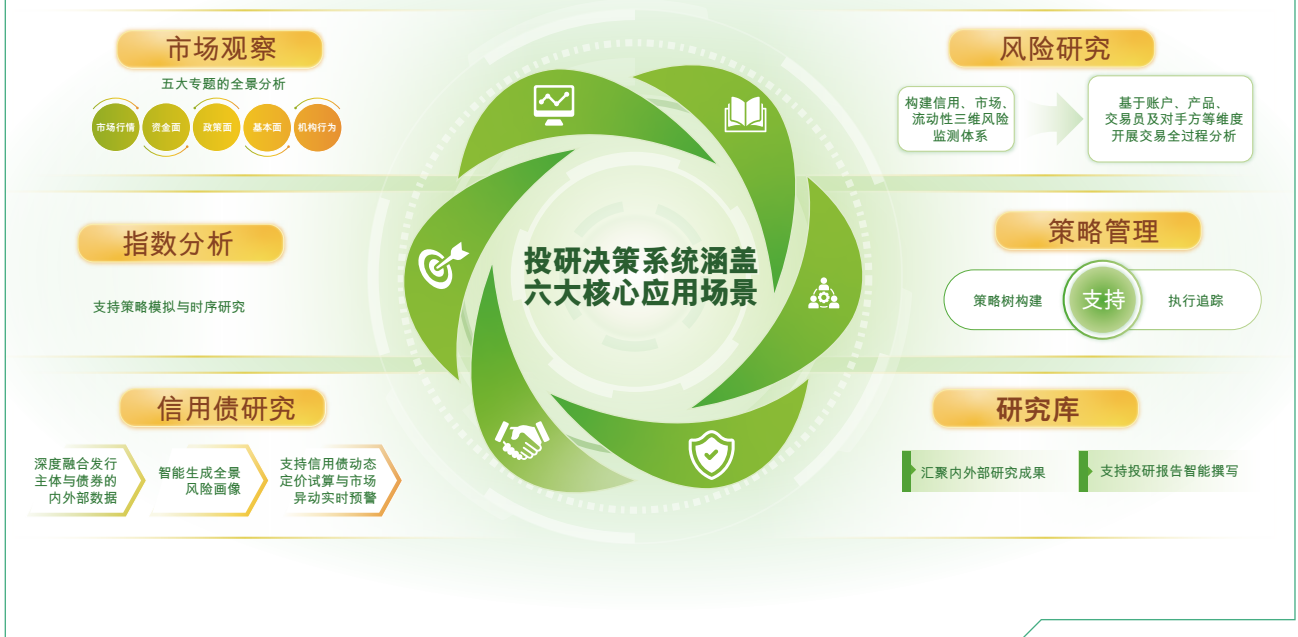 市场观察
五大专题的全景分析
市场行情
资金面
政策面
基本面
机构行为
指数分析
支持策略模拟与时序研究
信用债研究
深度融合发行
主体与债券的
内外部数据
智能生成全景
风险画像
支持信用债动态
定价试算与市场
异动实时预警
投研决策系统涵盖
六大核心应用场景
风险研究
构建信用、市场、
流动性三维风险
监测体系
基于账户、产品、
交易员及对手方等维度
开展交易全过程分析
策略管理
策略树构建
支持
执行追踪
研究库
汇聚内外部研究成果
支持投研报告智能撰写